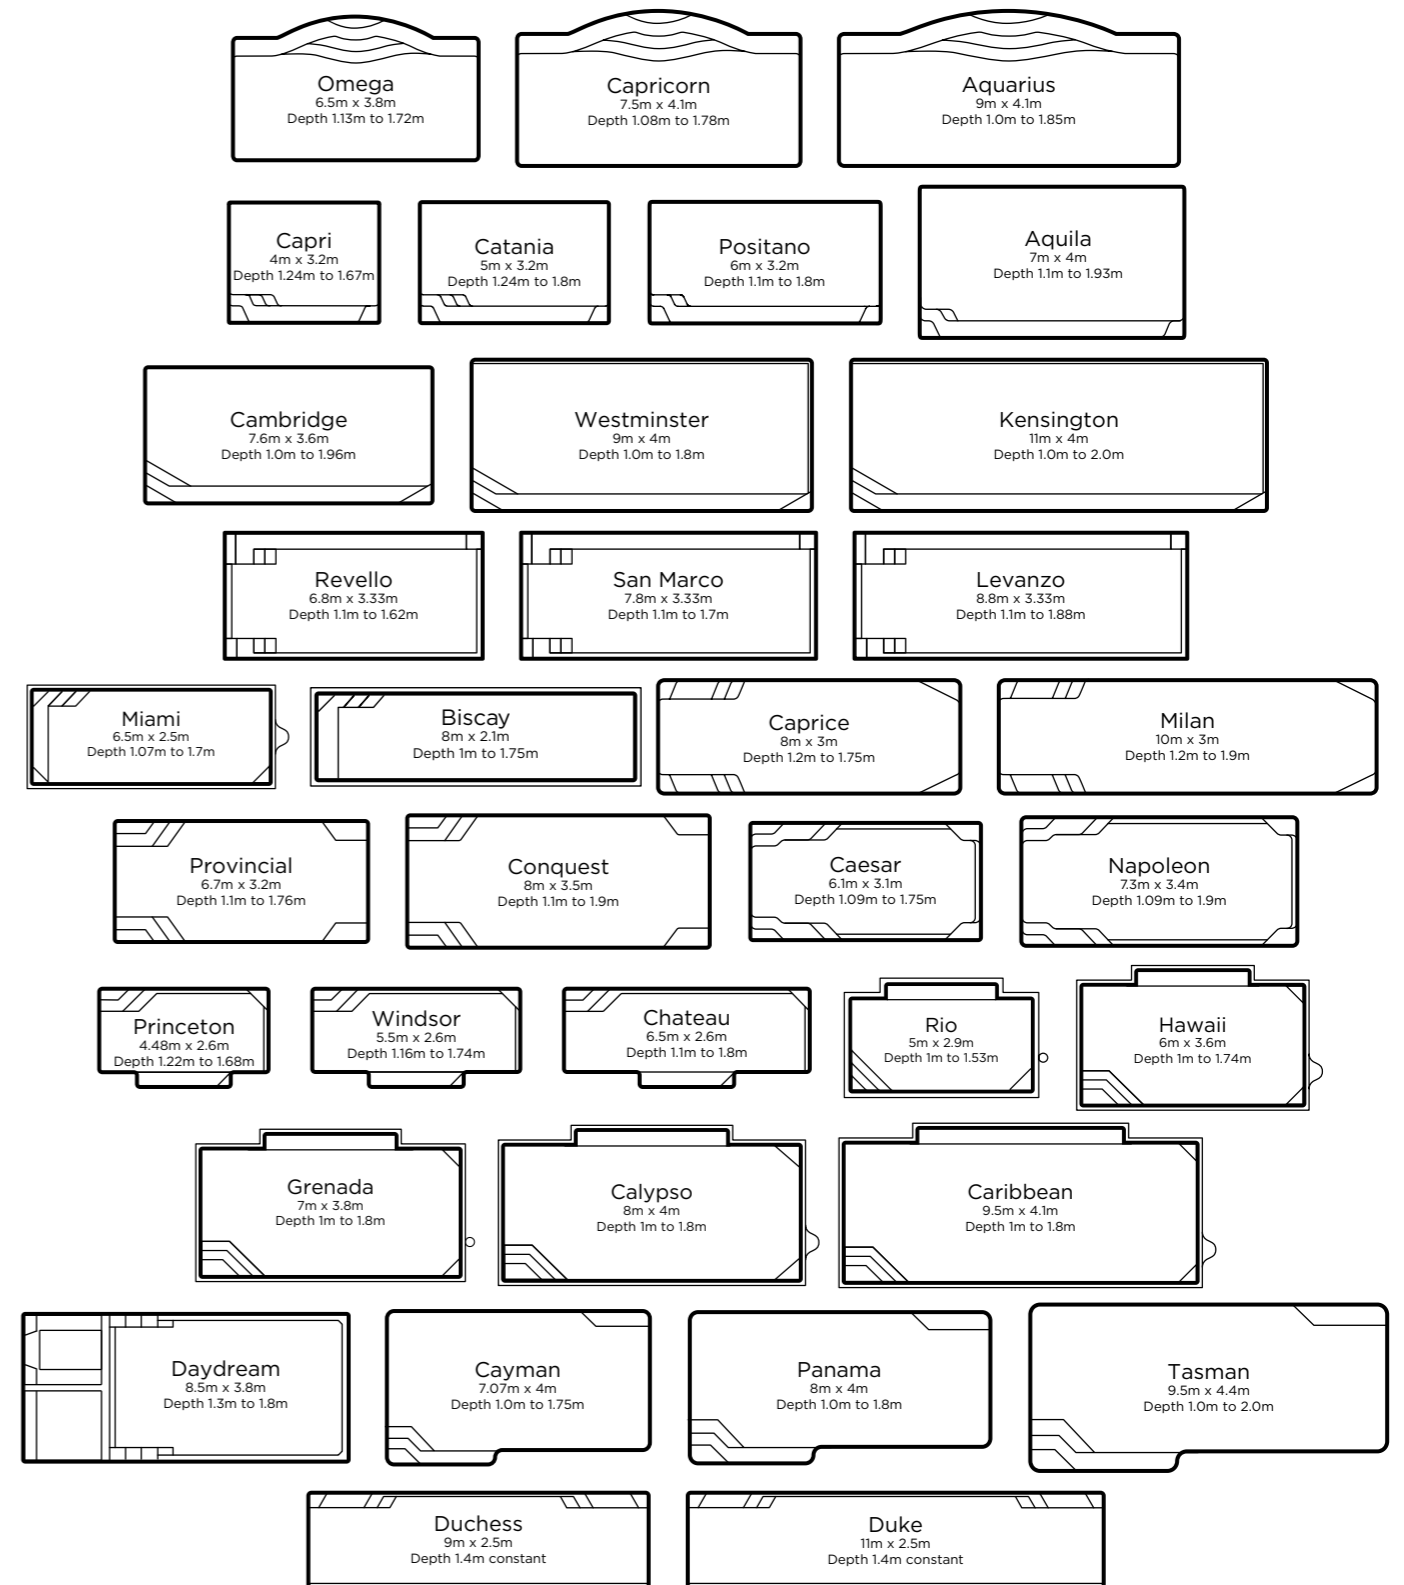 Omega
6.5m x 3.8m
Depth 1.13m to 1.72m
Capricorn
7.5m x 4.1m
Depth 1.08m to 1.78m
Aquarius
9m x 4.1m
Depth 1.0m to 1.85m
Capri
4m x 3.2m
Depth 1.24m to 1.67m
Catania
5m x 3.2m
Depth 1.24m to 1.8m
Positano
6m x 3.2m
Depth 1.1m to 1.8m
Aquila
7m x 4m
Depth 1.1m to 1.93m
Cambridge
7.6m x 3.6m
Depth 1.0m to 1.96m
Westminster
9m x 4m
Depth 1.0m to 1.8m
Kensington
11m x 4m
Depth 1.0m to 2.0m
Revello
6.8m x 3.33m
Depth 1.1m to 1.62m
San Marco
7.8m x 3.33m
Depth 1.1m to 1.7m
Levanzo
8.8m x 3.33m
Depth 1.1m to 1.88m
Miami
6.5m x 2.5m
Depth 1.07m to 1.7m
Biscay
8m x 2.1m
Depth 1m to 1.75m
Caprice
8m x 3m
Depth 1.2m to 1.75m
Milan
10m x 3m
Depth 1.2m to 1.9m
Provincial
6.7m x 3.2m
Depth 1.1m to 1.76m
Conquest
8m x 3.5m
Depth 1.1m to 1.9m
Caesar
6.1m x 3.1m
Depth 1.09m to 1.75m
Napoleon
7.3m x 3.4m
Depth 1.09m to 1.9m
Princeton
4.48m x 2.6m
Depth 1.22m to 1.68m
Windsor
5.5m x 2.6m
Depth 1.16m to 1.74m
Chateau
6.5m x 2.6m
Depth 1.1m to 1.8m
Rio
5m x 2.9m
Depth 1m to 1.53m
Hawaii
6m x 3.6m
Depth 1m to 1.74m
Grenada
7m x 3.8m
Depth 1m to 1.8m
Calypso
8m x 4m
Depth 1m to 1.8m
Caribbean
9.5m x 4.1m
Depth 1m to 1.8m
Daydream
8.5m x 3.8m
Depth 1.3m to 1.8m
Cayman
7.07m x 4m
Depth 1.0m to 1.75m
Panama
8m x 4m
Depth 1.0m to 1.8m
Tasman
9.5m x 4.4m
Depth 1.0m to 2.0m
Duchess
9m x 2.5m
Depth 1.4m constant
Duke
11m x 2.5m
Depth 1.4m constant